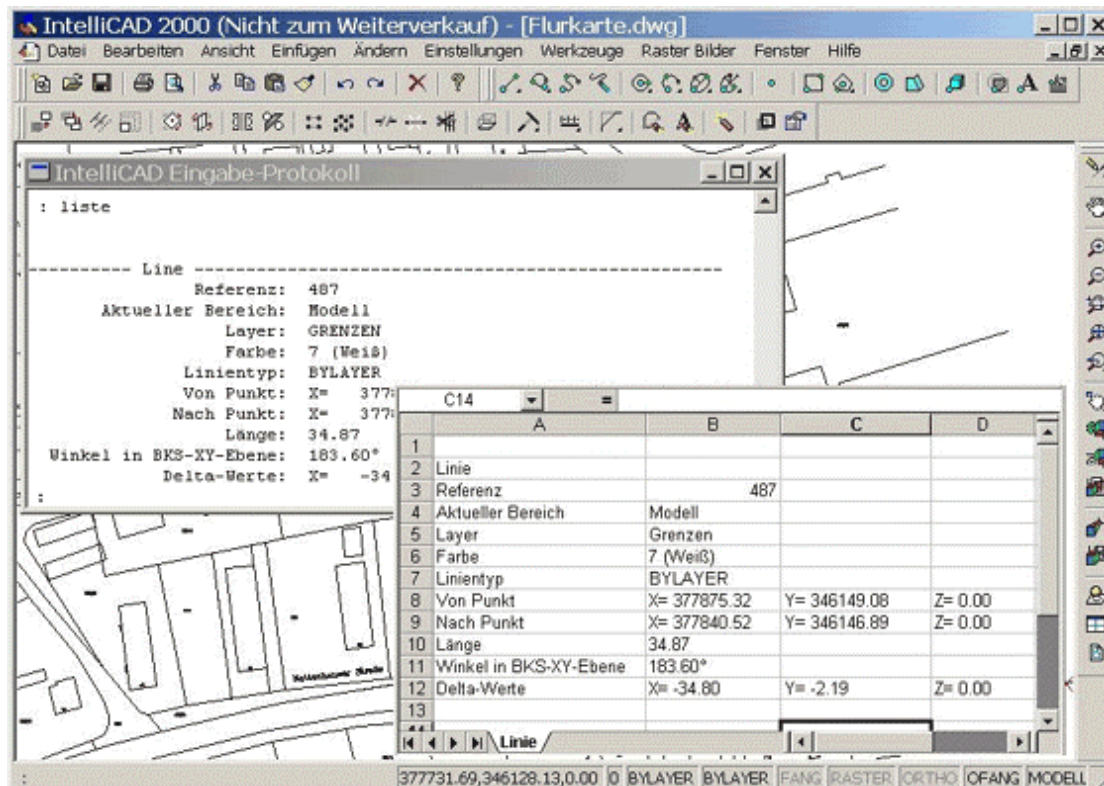 IntelliCAD 2000 (Nicht zum Weiterverkauf) - [Flurkarte.dwg]
Datei Bearbeiten Ansicht Einfügen Ändern Einstellungen Werkzeuge Raster Bilder Fenster Hilfe
IntelliCAD Eingabe-Protokoll
: liste
---------- Line ----------
Referenz: 487
Aktueller Bereich: Modell
Layer: GRENZEN
Farbe: 7 (Weiß)
Linientyp: BYLAYER
Von Punkt: X= 377
Nach Punkt: X= 377
Länge: 34.87
Winkel in BKS-XY-Ebene: 183.60°
Delta-Werte: X= -34
:
C14 =
A B C D
1
2 Linie
3 Referenz 487
4 Aktueller Bereich Modell
5 Layer Grenzen
6 Farbe 7 (Weiß)
7 Linientyp BYLAYER
8 Von Punkt X= 377875.32 Y= 346149.08 Z= 0.00
9 Nach Punkt X= 377840.52 Y= 346146.89 Z= 0.00
10 Länge 34.87
11 Winkel in BKS-XY-Ebene 183.60°
12 Delta-Werte X= -34.80 Y= -2.19 Z= 0.00
13
Linie
: 377731.69,346128.13,0.00 0 BYLAYER BYLAYER FANG RASTER ORTHO OFANG MODELL